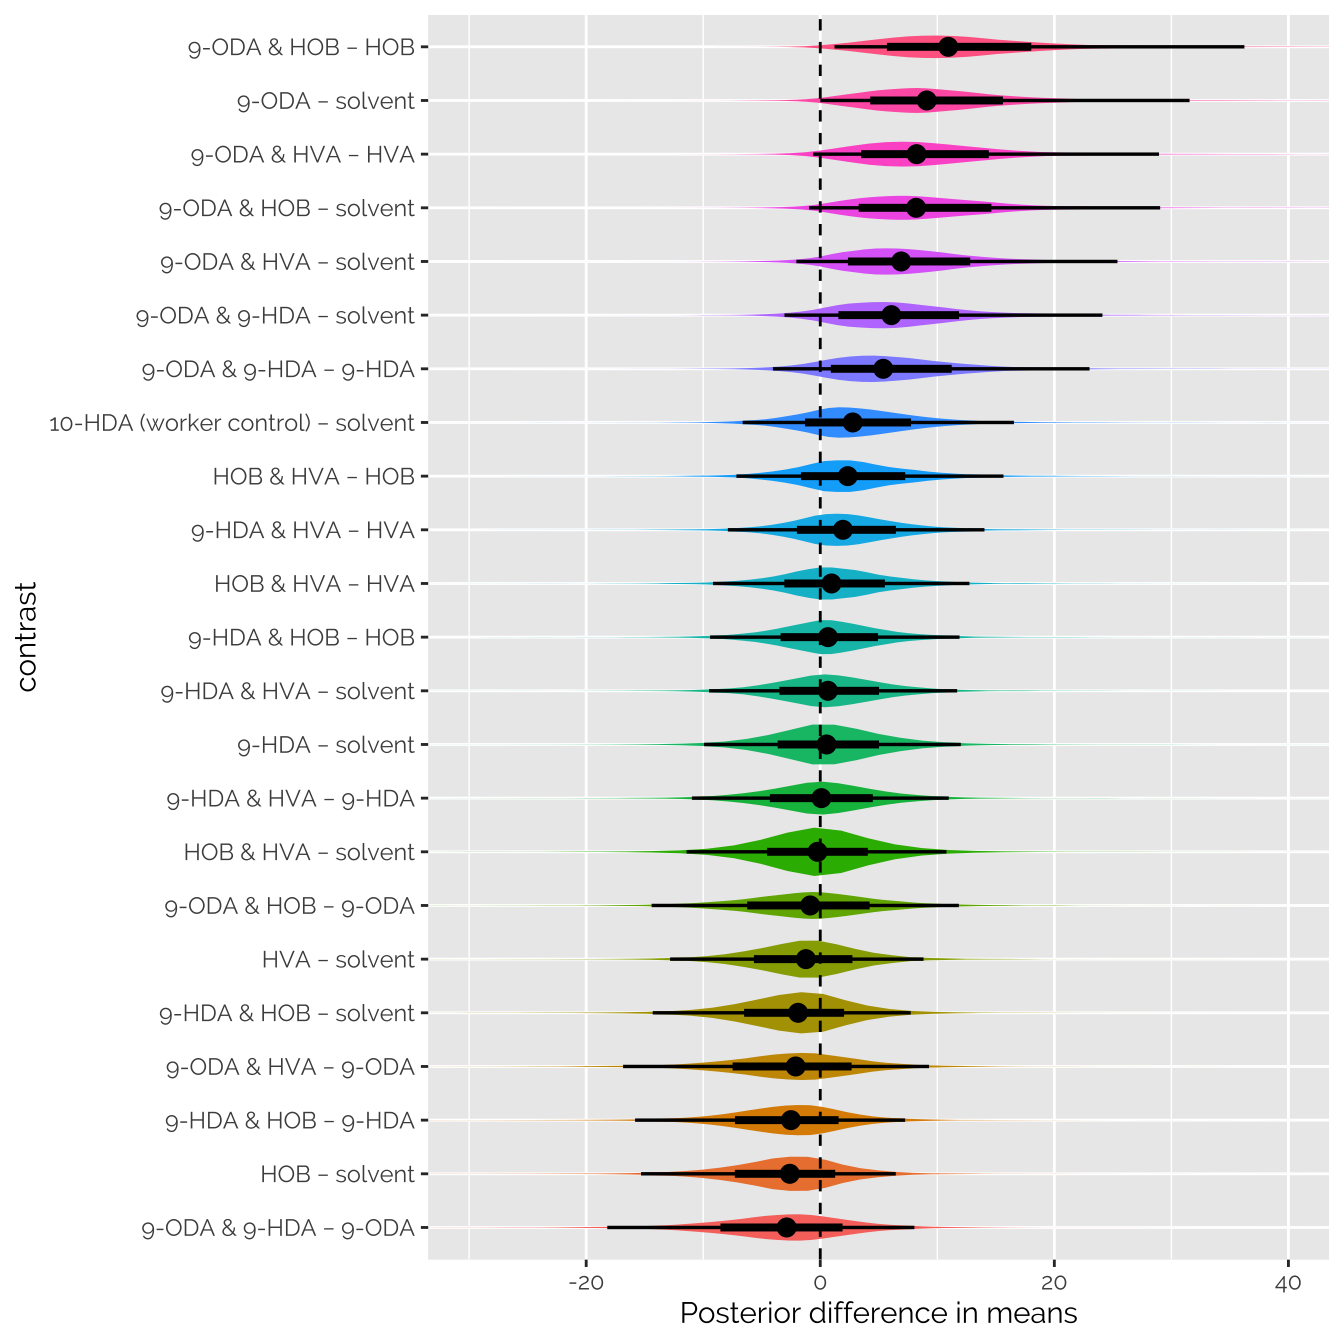 9-ODA & HOB – HOB
9-ODA – solvent
9-ODA & HVA – HVA
9-ODA & HOB – solvent
9-ODA & HVA – solvent
9-ODA & 9-HDA – solvent
9-ODA & 9-HDA – 9-HDA
10-HDA (worker control) – solvent
HOB & HVA – HOB
9-HDA & HVA – HVA
HOB & HVA – HVA
9-HDA & HOB – HOB
9-HDA & HVA – solvent
9-HDA – solvent
9-HDA & HVA – 9-HDA
HOB & HVA – solvent
9-ODA & HOB – 9-ODA
HVA – solvent
9-HDA & HOB – solvent
9-ODA & HVA – 9-ODA
9-HDA & HOB – 9-HDA
HOB – solvent
9-ODA & 9-HDA – 9-ODA
contrast
-20 0 20 40
Posterior difference in means